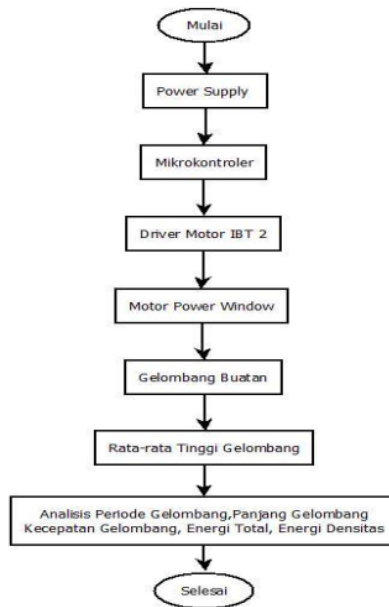 Mulai
Power Supply
Mikrokontroler
Driver Motor IBT 2
Motor Power Window
Gelombang Buatan
Rata-rata Tinggi Gelombang
Analisis Periode Gelombang,Panjang Gelombang
Kecepatan Gelombang, Energi Total, Energi Densitas
Selesai